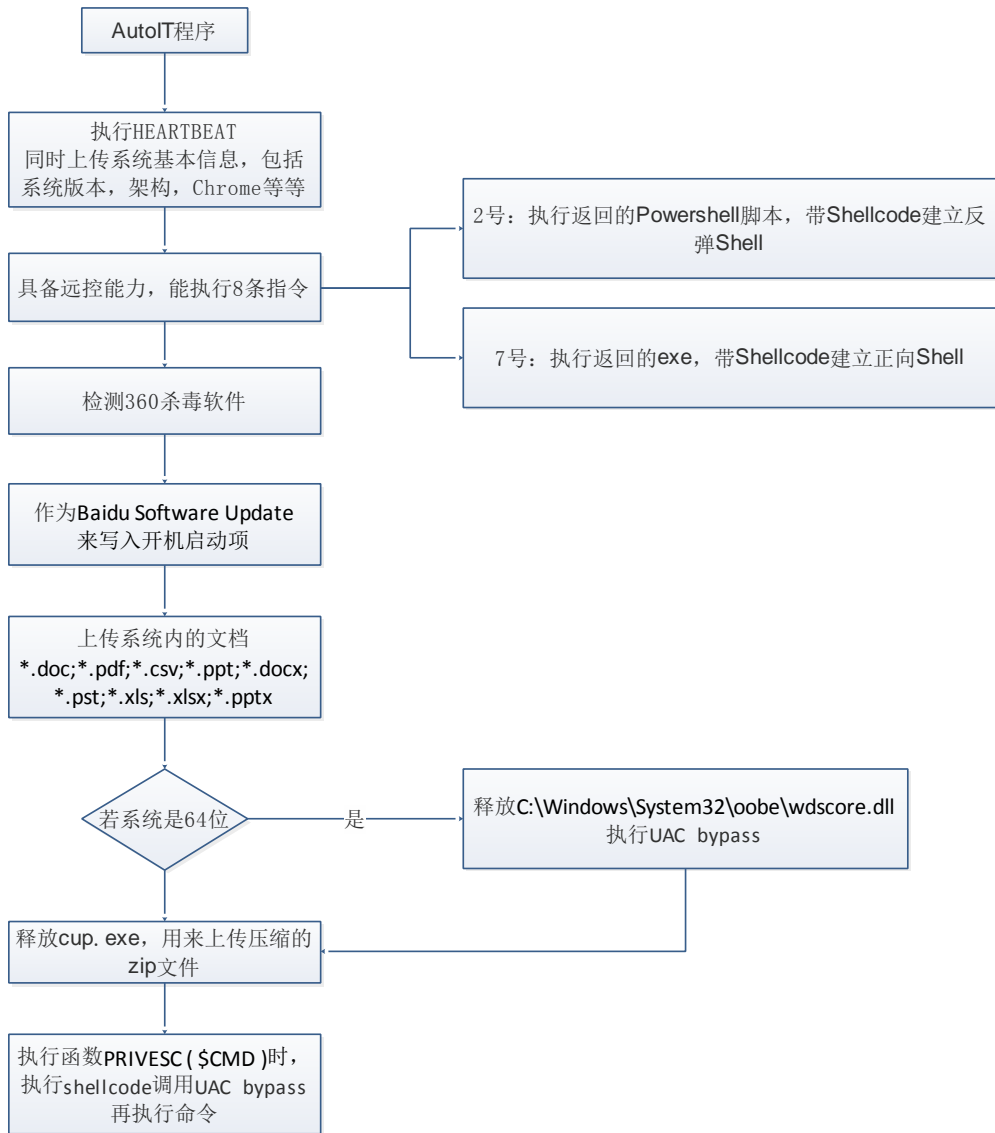 AutoIT程序
执行HEARTBEAT
同时上传系统基本信息，包括
系统版本，架构，Chrome等等
2号：执行返回的Powershell脚本，带Shellcode建立反
弹Shell
具备远控能力，能执行8条指令
7号：执行返回的exe，带Shellcode建立正向Shell
检测360杀毒软件
作为Baidu Software Update
来写入开机启动项
上传系统内的文档
*.doc;*.pdf;*.csv;*.ppt;*.docx;
*.pst;*.xls;*.xlsx;*.pptx
若系统是64位
是
释放C:\Windows\System32\oobe\wdscore.dll
执行UAC bypass
释放cup.exe，用来上传压缩的
zip文件
执行函数PRIVESC ( $CMD )时，
执行shellcode调用UAC bypass
再执行命令